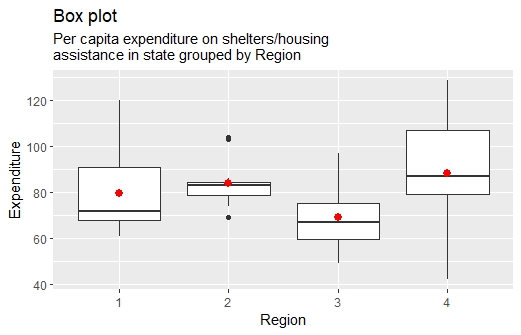 Box plot
Per capita expenditure on shelters/housing
assistance in state grouped by Region
Expenditure
120
100
80
60
40
1 2 3 4
Region